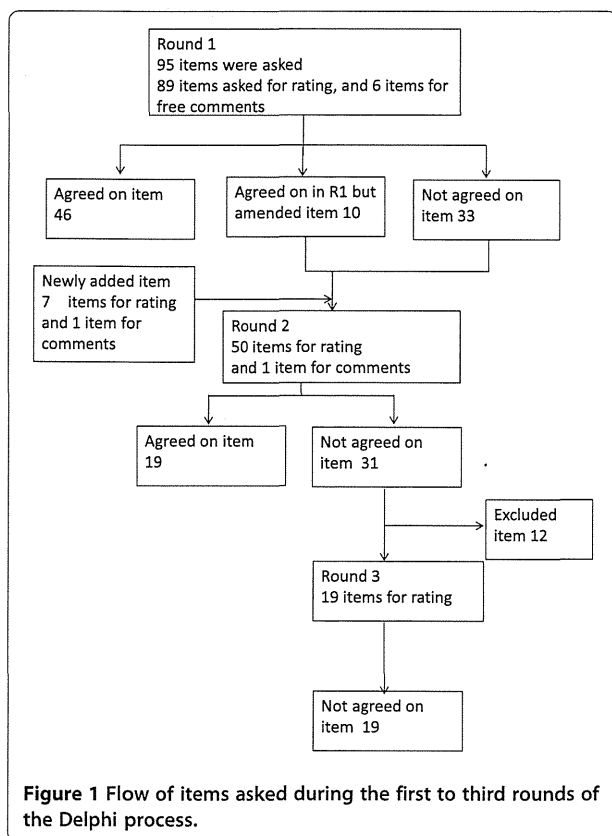 Round 1
95 items were asked
89 items asked for rating, and 6 items for
free comments
Agreed on item
46
Agreed on in R1 but
amended item 10
Not agreed on
item 33
Newly added item
7 items for rating
and 1 item for
comments
Round 2
50 items for rating
and 1 item for comments
Agreed on item
19
Not agreed on
item 31
Excluded
item 12
Round 3
19 items for rating
Not agreed on
item 19
Figure 1 Flow of items asked during the first to third rounds of
the Delphi process.